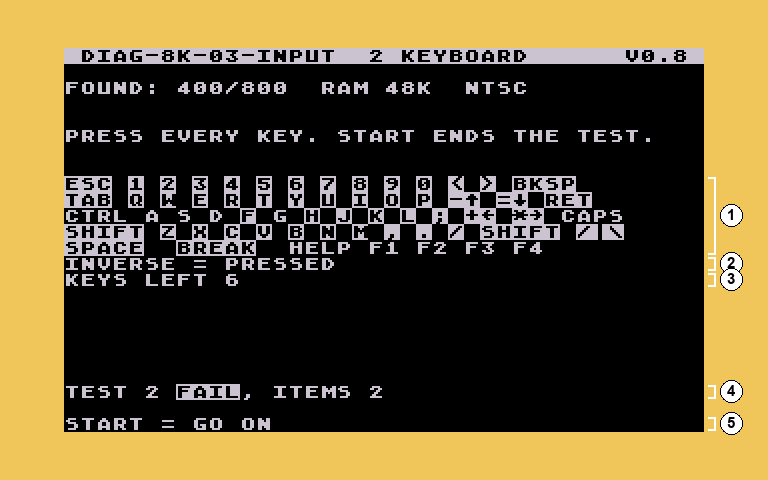 DIAG-8K-03-INPUT 2 KEYBOARD V0.8
FOUND: 400/800 RAM 48K NTSC
PRESS EVERY KEY. START ENDS THE TEST.
ESC 1 2 3 4 5 6 7 8 9 0 < > BKSP
TAB Q W E R T Y U I O P -↑ =↓ RET
CTRL A S D F G H J K L ; +← *→ CAPS
SHIFT Z X C V B N M , . / SHIFT / \
SPACE BREAK HELP F1 F2 F3 F4
INVERSE = PRESSED
KEYS LEFT 6
TEST 2 FAIL, ITEMS 2
START = GO ON
1
2
3
4
5